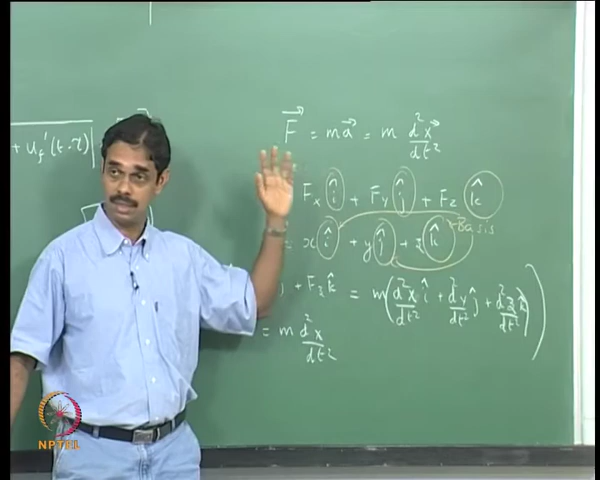 + u_f'(t-τ)
F⃗ = ma⃗ = m d²x⃗/dt²
F_x î + F_y ĵ + F_z k̂
= x î + y ĵ + z k̂ Basis
ĵ + F_z k̂ = m(d²x/dt² î + d²y/dt² ĵ + d²z/dt² k̂)
= m d²x/dt²
NPTEL